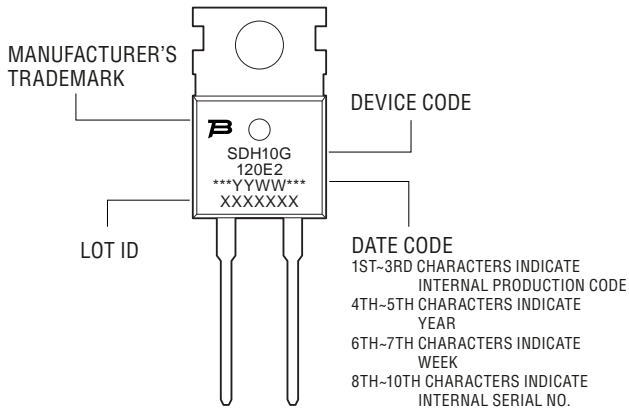 MANUFACTURER'S
TRADEMARK
DEVICE CODE
SDH10G
120E2
***YYWW***
XXXXXXX
LOT ID
DATE CODE
1ST~3RD CHARACTERS INDICATE
INTERNAL PRODUCTION CODE
4TH~5TH CHARACTERS INDICATE
YEAR
6TH~7TH CHARACTERS INDICATE
WEEK
8TH~10TH CHARACTERS INDICATE
INTERNAL SERIAL NO.